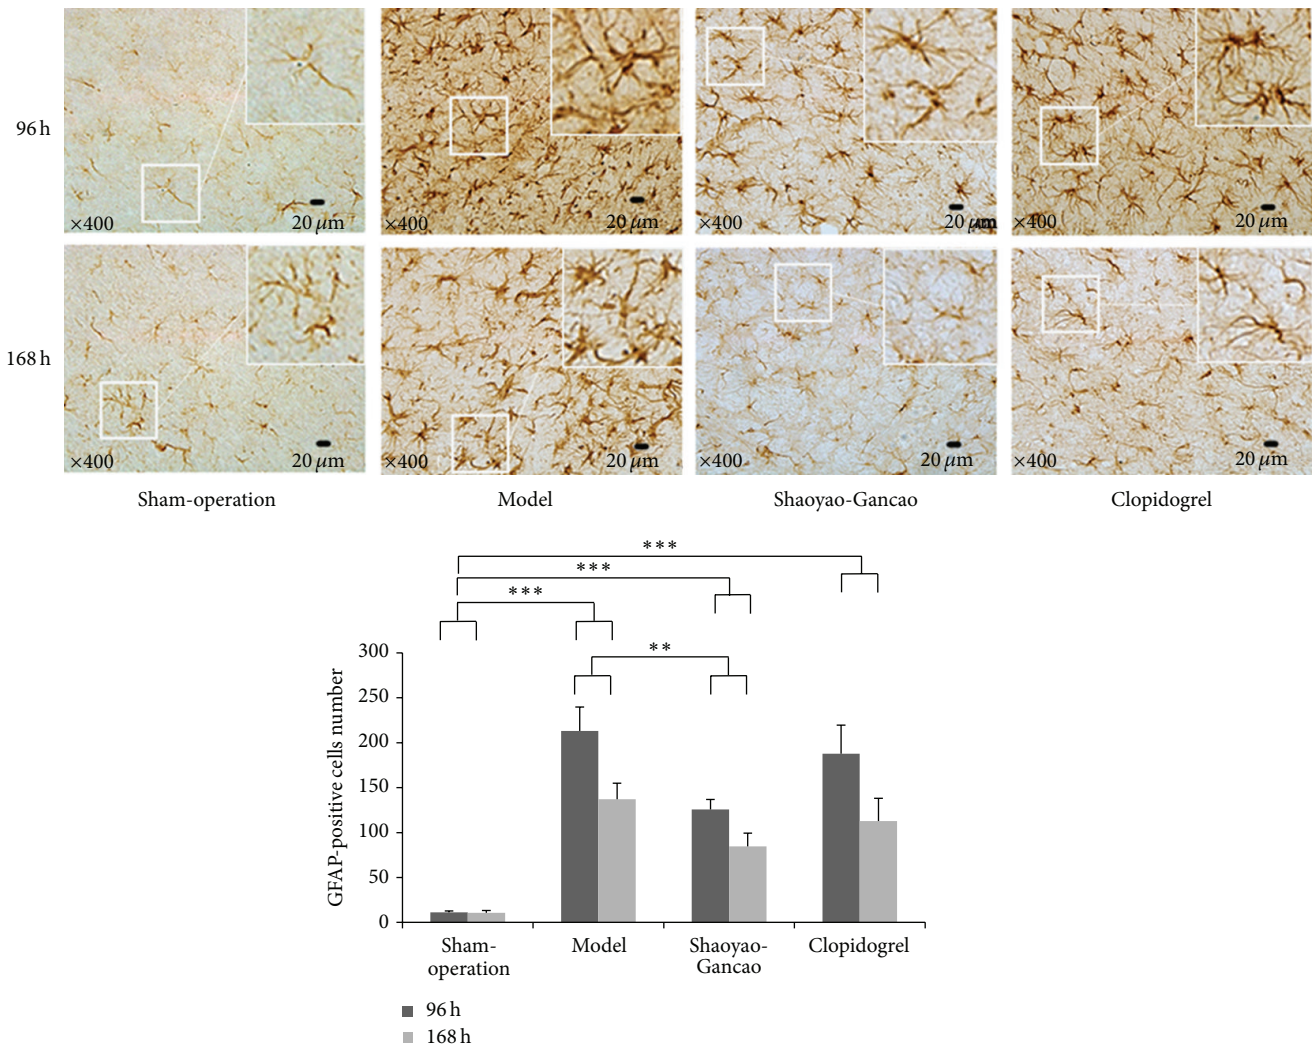 96 h
×400
20 μm
×400
20 μm
×400
20 μm
×400
20 μm
168 h
×400
20 μm
×400
20 μm
×400
20 μm
×400
20 μm
Sham-operation
Model
Shaoyao-Gancao
Clopidogrel
***
***
***
**
GFAP-positive cells number
300
250
200
150
100
50
0
Sham-
operation
Model
Shaoyao-
Gancao
Clopidogrel
96 h
168 h